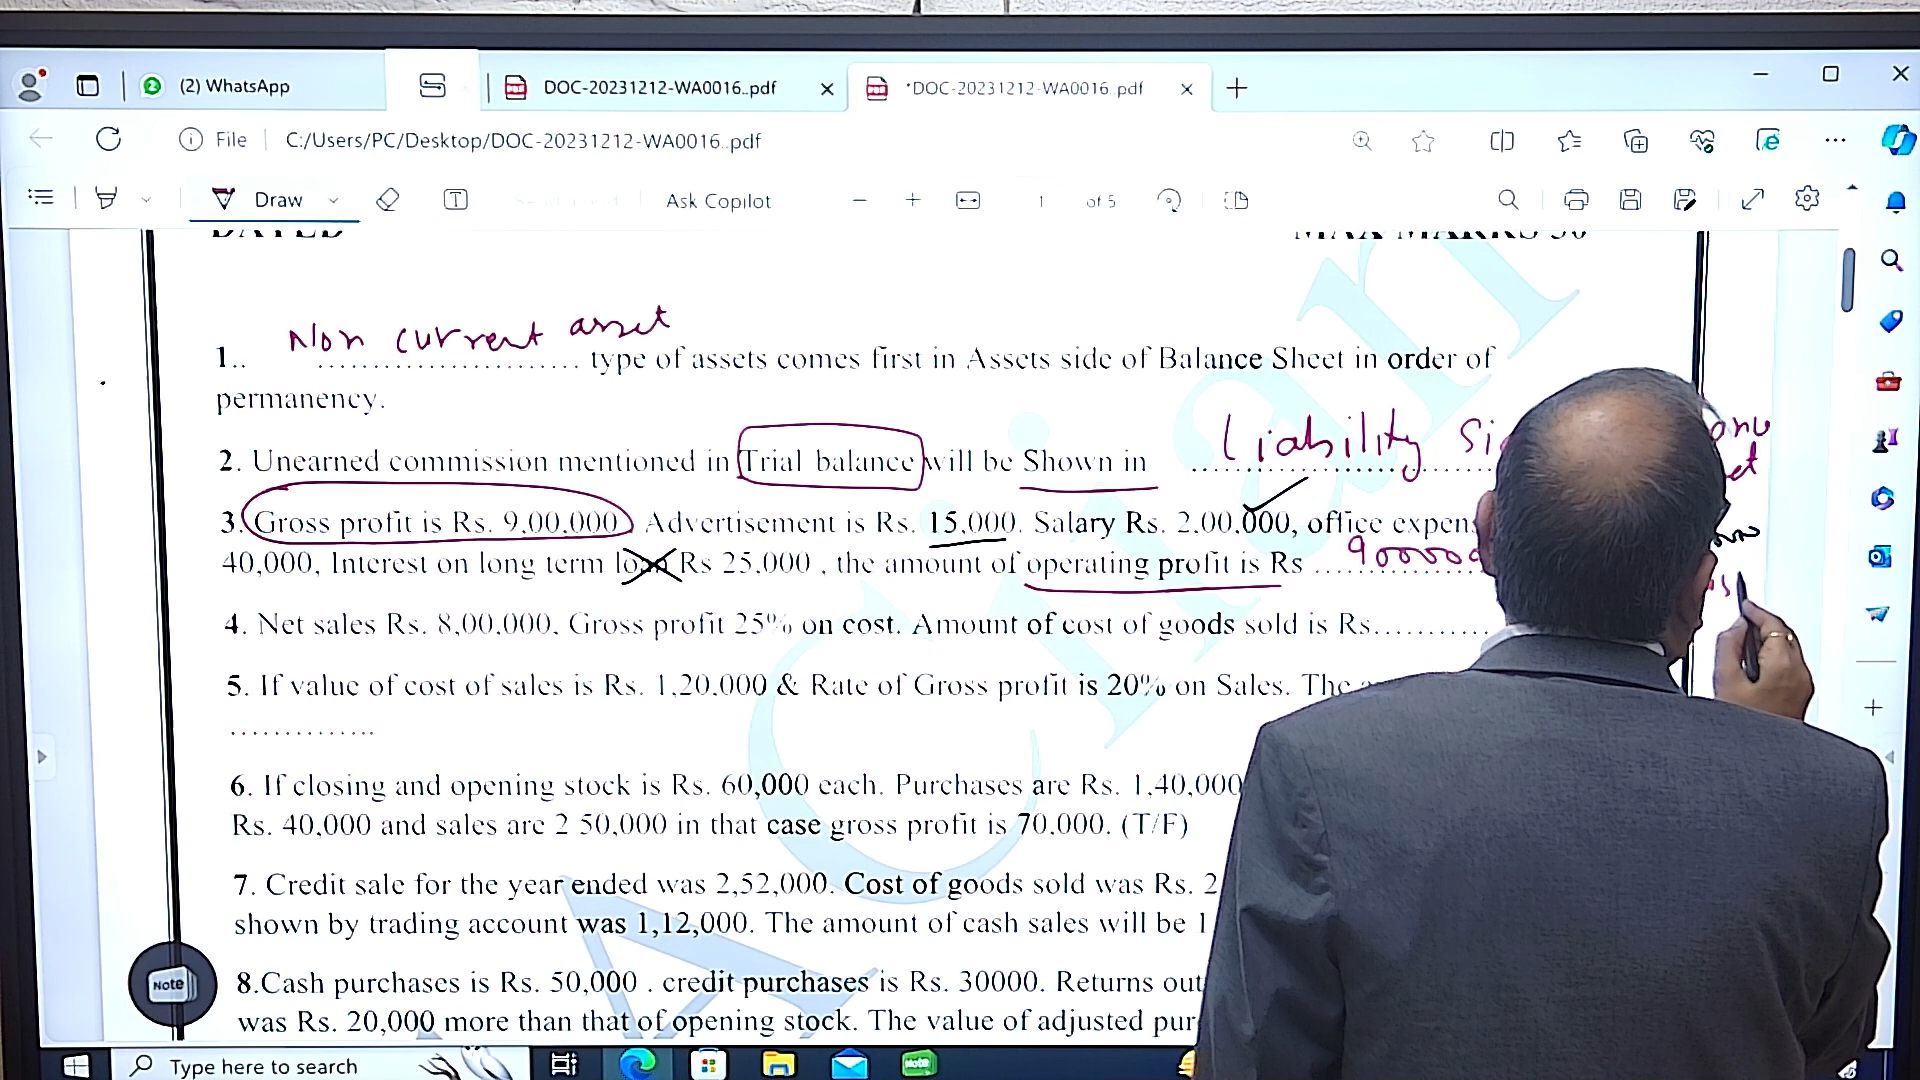 (2) WhatsApp
DOC-20231212-WA0016..pdf
*DOC-20231212-WA0016..pdf
File
C:/Users/PC/Desktop/DOC-20231212-WA0016..pdf
Draw
Ask Copilot
1 of 5
DATED
MAX MARKS 50
Non current asset
1.. ........................ type of assets comes first in Assets side of Balance Sheet in order of
permanency.
Liability
2. Unearned commission mentioned in Trial balance will be Shown in
3. Gross profit is Rs. 9,00,000 Advertisement is Rs. 15,000. Salary Rs. 2,00,000, office
40,000, Interest on long term loan Rs 25,000 , the amount of operating profit is Rs
4. Net sales Rs. 8,00,000. Gross profit 25% on cost. Amount of cost of goods sold is Rs............
5. If value of cost of sales is Rs. 1,20,000 & Rate of Gross profit is 20% on Sales. The
..............
6. If closing and opening stock is Rs. 60,000 each. Purchases are Rs. 1,40,000
Rs. 40,000 and sales are 2 50,000 in that case gross profit is 70,000. (T/F)
7. Credit sale for the year ended was 2,52,000. Cost of goods sold was Rs. 2
shown by trading account was 1,12,000. The amount of cash sales will be 1
8.Cash purchases is Rs. 50,000 . credit purchases is Rs. 30000. Returns out
was Rs. 20,000 more than that of opening stock. The value of adjusted pur
Note
Type here to search